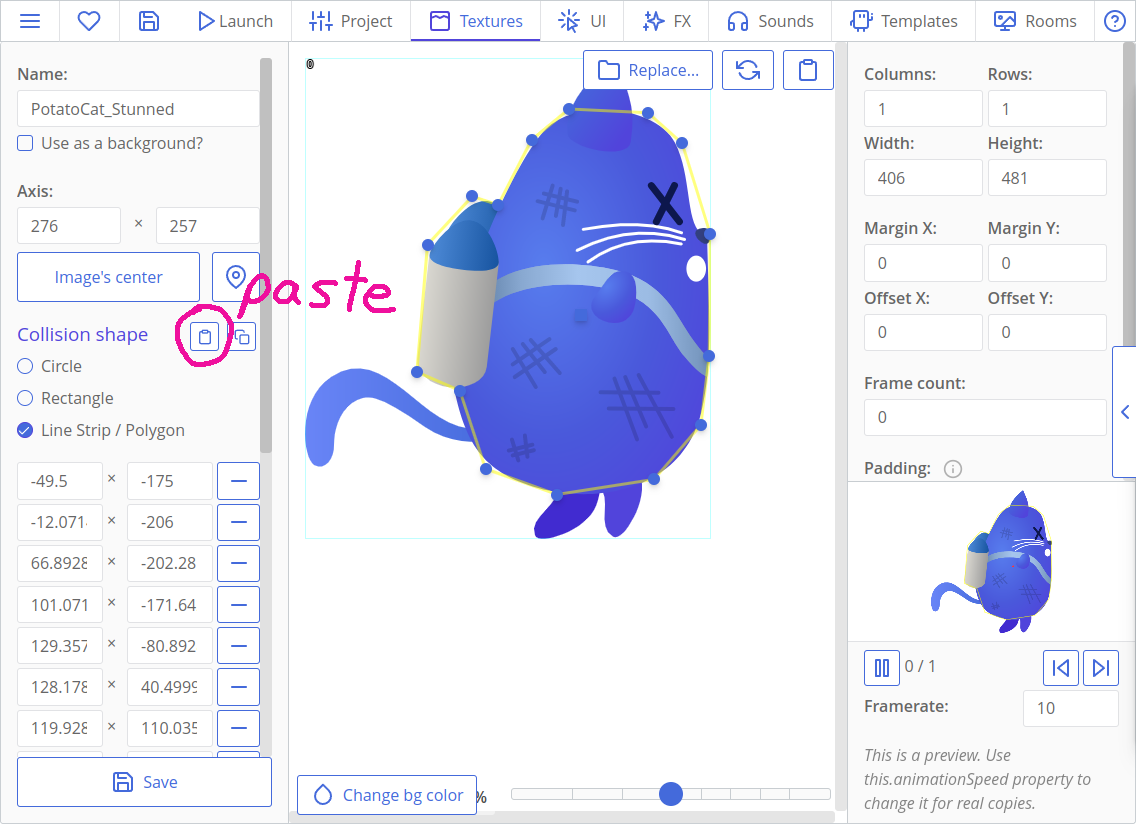 Launch Project Textures UI FX Sounds Templates Rooms
Name:
PotatoCat_Stunned
Use as a background?
Axis:
276 × 257
Image's center
paste
Collision shape
Circle
Rectangle
Line Strip / Polygon
-49.5 × -175
-12.071 × -206
66.8928 × -202.28
101.071 × -171.64
129.357 × -80.892
128.178 × 40.4999
119.928 × 110.035
Save
0
Replace...
Change bg color
%
Columns: Rows:
1 1
Width: Height:
406 481
Margin X: Margin Y:
0 0
Offset X: Offset Y:
0 0
Frame count:
0
Padding:
0 / 1
Framerate: 10
This is a preview. Use
this.animationSpeed property to
change it for real copies.